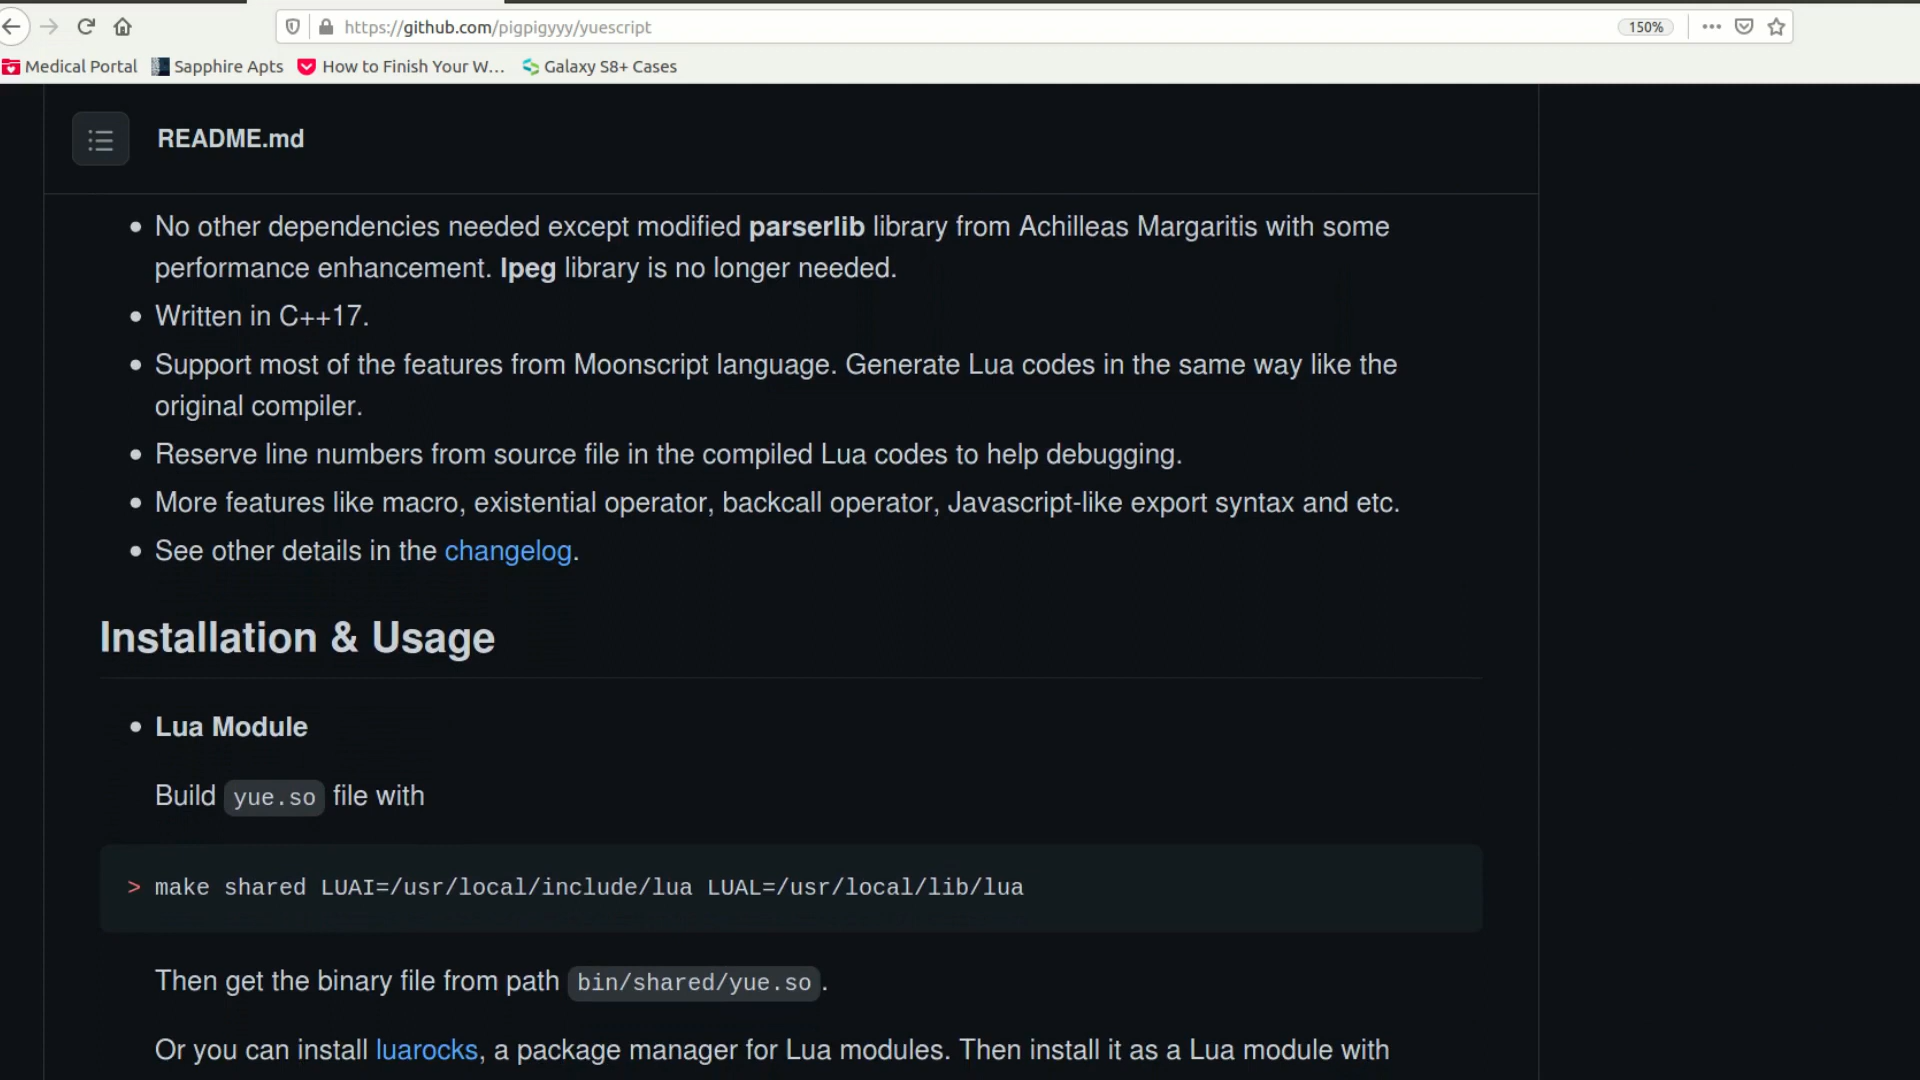 https://github.com/pigpigyyy/yuescript
150%
Medical Portal
Sapphire Apts
How to Finish Your W...
Galaxy S8+ Cases
README.md
No other dependencies needed except modified parserlib library from Achilleas Margaritis with some
performance enhancement. lpeg library is no longer needed.
Written in C++17.
Support most of the features from Moonscript language. Generate Lua codes in the same way like the
original compiler.
Reserve line numbers from source file in the compiled Lua codes to help debugging.
More features like macro, existential operator, backcall operator, Javascript-like export syntax and etc.
See other details in the changelog.
Installation & Usage
Lua Module
Build yue.so file with
> make shared LUAI=/usr/local/include/lua LUAL=/usr/local/lib/lua
Then get the binary file from path bin/shared/yue.so.
Or you can install luarocks, a package manager for Lua modules. Then install it as a Lua module with